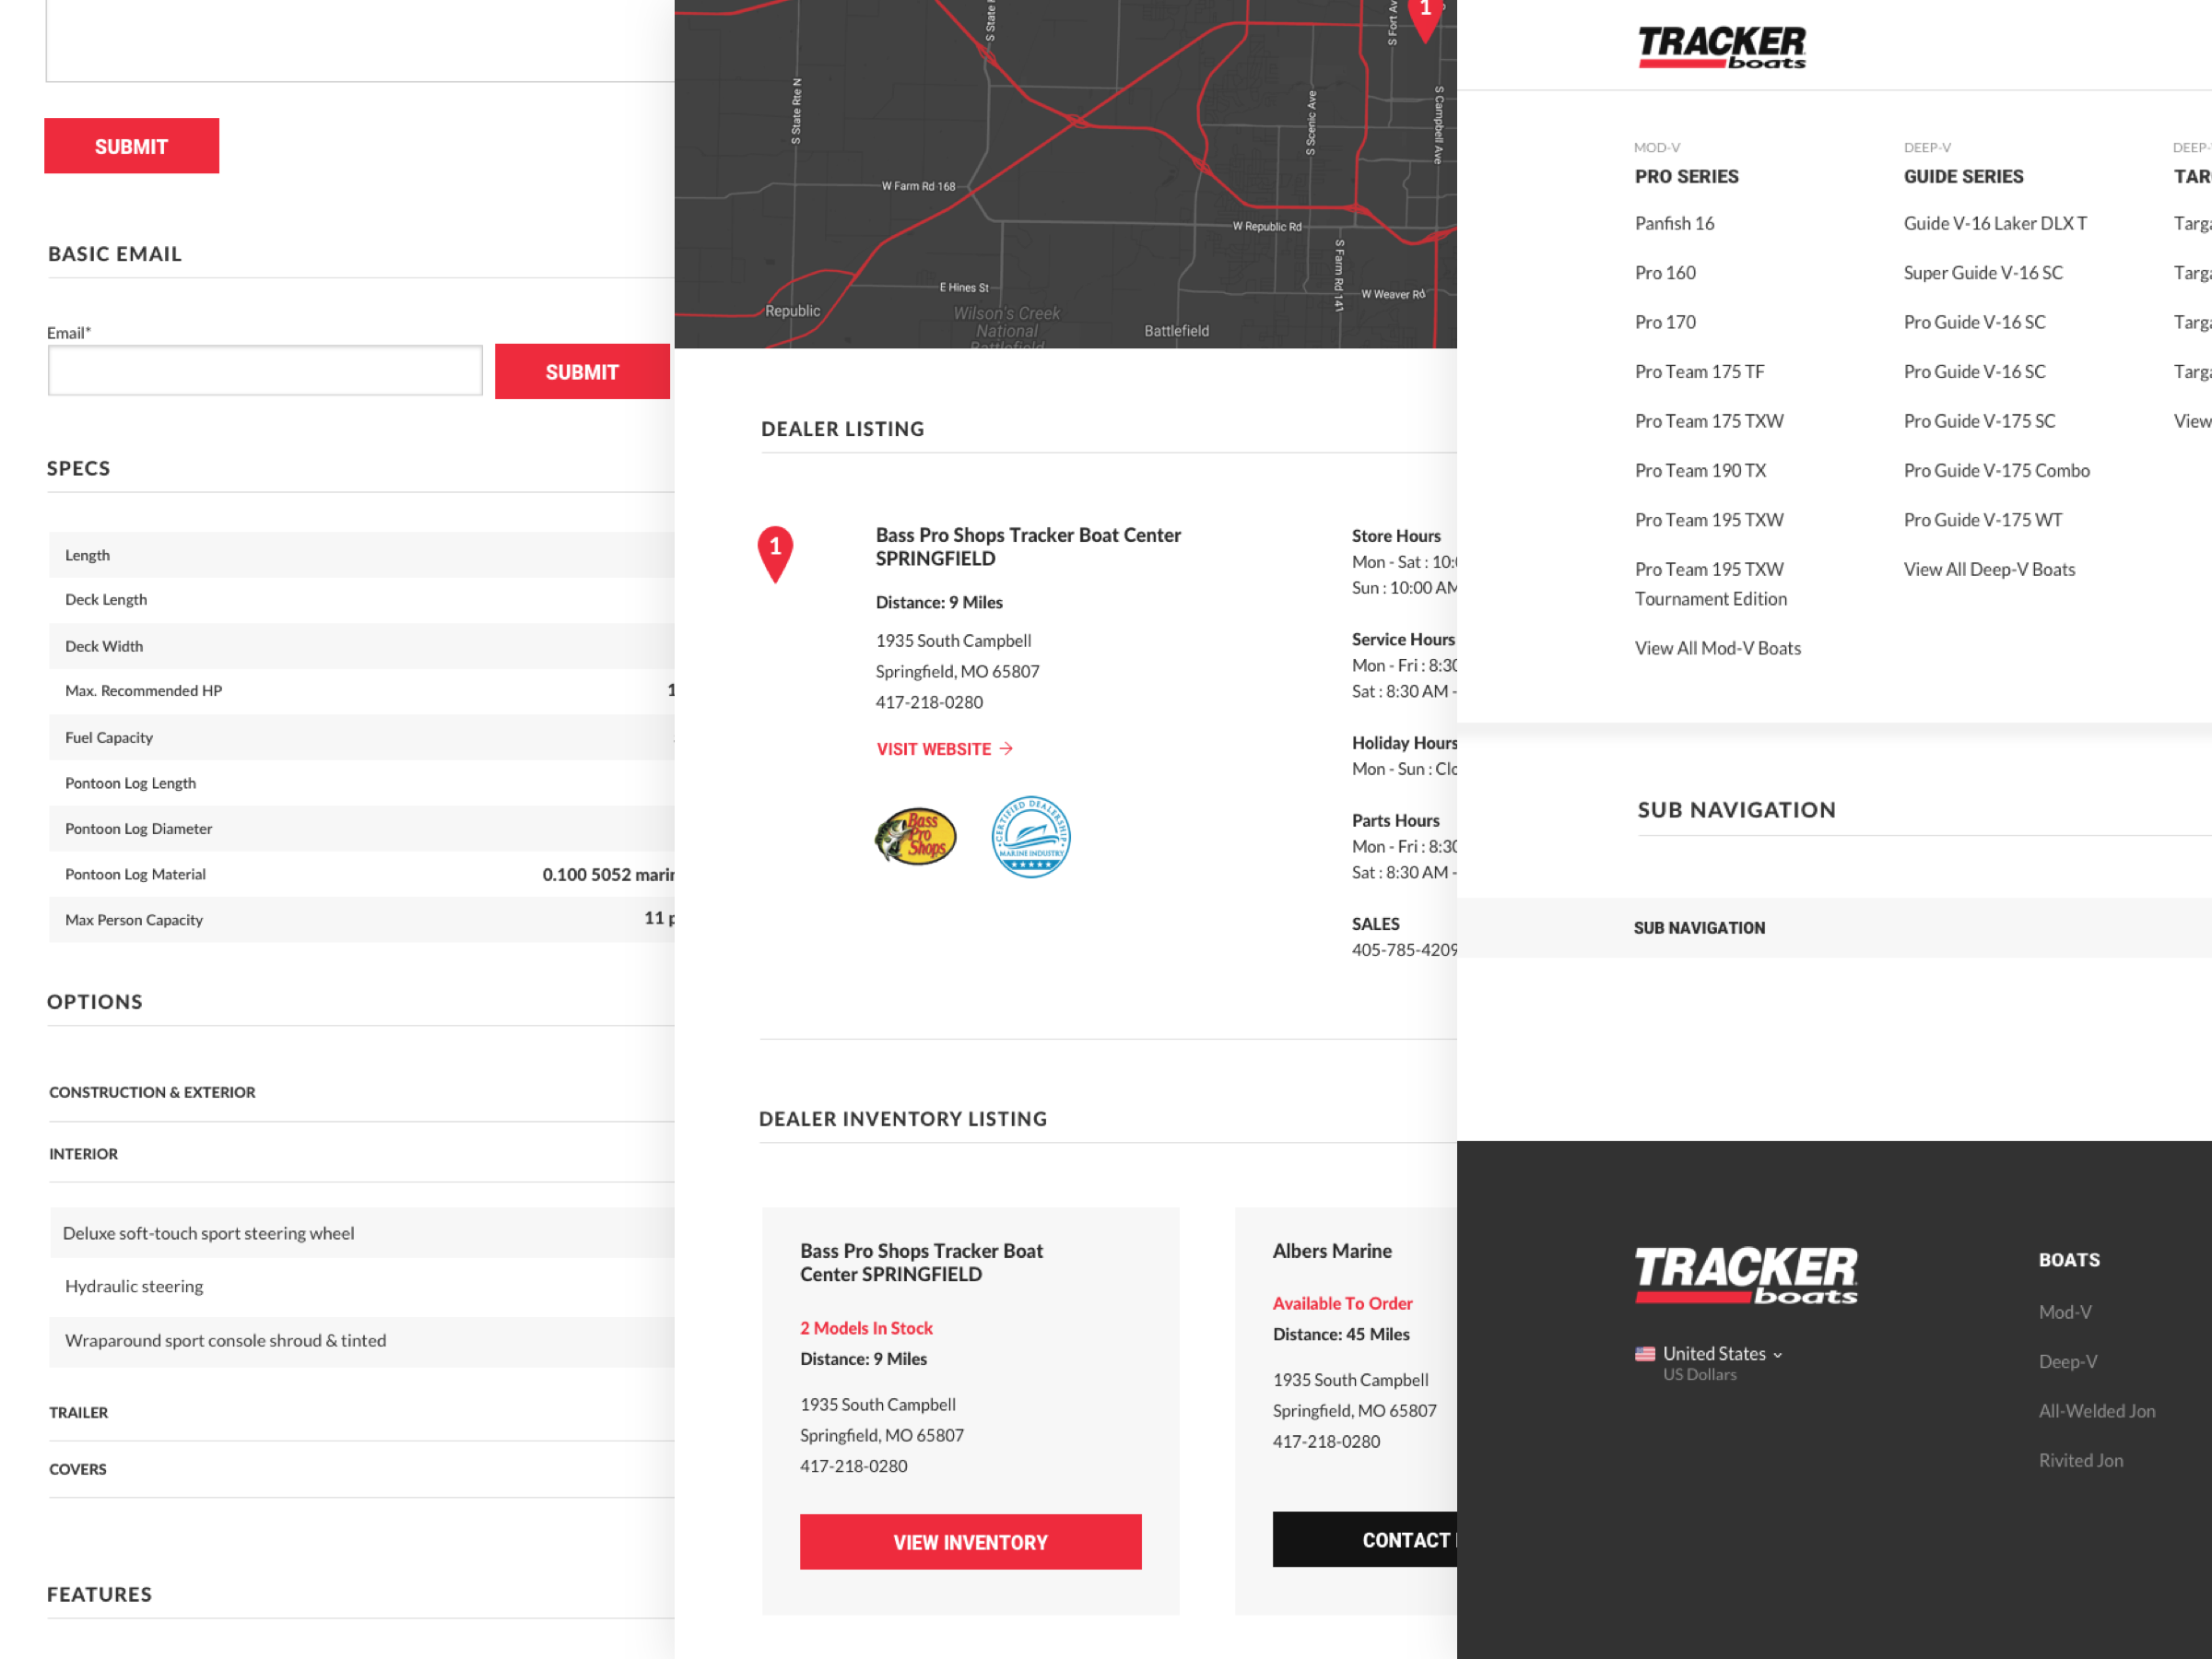 SUBMIT
BASIC EMAIL
Email*
SUBMIT
SPECS
Length
Deck Length
Deck Width
Max. Recommended HP
Fuel Capacity
Pontoon Log Length
Pontoon Log Diameter
Pontoon Log Material 0.100 5052
Max Person Capacity 11
OPTIONS
CONSTRUCTION & EXTERIOR
INTERIOR
Deluxe soft-touch sport steering wheel
Hydraulic steering
Wraparound sport console shroud & tinted
TRAILER
COVERS
FEATURES
1
S State
S Fort
S State Rte N
S Scenic Ave
S Campbell Ave
W Farm Rd 168
W Republic Rd
S Farm Rd 141
E Hines St
W Weaver Rd
Republic
Wilson's Creek
National
Battlefield
Battlefield
DEALER LISTING
1
Bass Pro Shops Tracker Boat Center
SPRINGFIELD
Distance: 9 Miles
1935 South Campbell
Springfield, MO 65807
417-218-0280
VISIT WEBSITE →
Bass
Pro
Shops
CERTIFIED DEALERSHIP
MARINE INDUSTRY
Store Hours
Mon - Sat : 10:
Sun : 10:00 AM
Service Hours
Mon - Fri : 8:30
Sat : 8:30 AM -
Holiday Hours
Mon - Sun :
Parts Hours
Mon - Fri : 8:30
Sat : 8:30 AM -
SALES
405-785-4209
DEALER INVENTORY LISTING
Bass Pro Shops Tracker Boat
Center SPRINGFIELD
2 Models In Stock
Distance: 9 Miles
1935 South Campbell
Springfield, MO 65807
417-218-0280
VIEW INVENTORY
Albers Marine
Available To Order
Distance: 45 Miles
1935 South Campbell
Springfield, MO 65807
417-218-0280
CONTACT
TRACKER
boats
MOD-V
PRO SERIES
Panfish 16
Pro 160
Pro 170
Pro Team 175 TF
Pro Team 175 TXW
Pro Team 190 TX
Pro Team 195 TXW
Pro Team 195 TXW
Tournament Edition
View All Mod-V Boats
DEEP-V
GUIDE SERIES
Guide V-16 Laker DLX T
Super Guide V-16 SC
Pro Guide V-16 SC
Pro Guide V-16 SC
Pro Guide V-175 SC
Pro Guide V-175 Combo
Pro Guide V-175 WT
View All Deep-V Boats
DEEP-
View
SUB NAVIGATION
SUB NAVIGATION
TRACKER
boats
United States
US Dollars
BOATS
Mod-V
Deep-V
All-Welded Jon
Rivited Jon